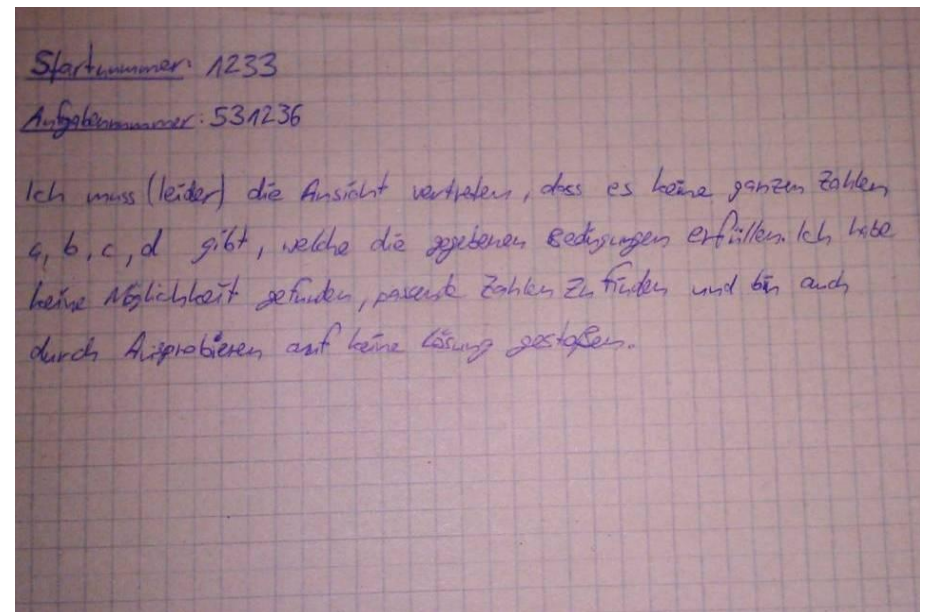 Startnummer: 1233
Aufgabennummer: 531236
Ich muss (leider) die Ansicht vertreten, dass es keine ganzen Zahlen
a, b, c, d gibt, welche die gegebenen Bedingungen erfüllen. Ich habe
keine Möglichkeit gefunden, passende Zahlen zu finden und bin auch
durch Ausprobieren auf keine Lösung gestoßen.